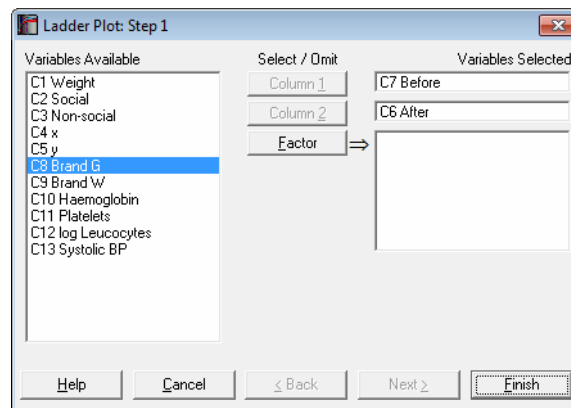 Ladder Plot: Step 1
Variables Available
Select / Omit
Variables Selected
C1 Weight
C2 Social
C3 Non-social
C4 x
C5 y
C8 Brand G
C9 Brand W
C10 Haemoglobin
C11 Platelets
C12 log Leucocytes
C13 Systolic BP
Column 1
C7 Before
Column 2
C6 After
Factor
Help
Cancel
< Back
Next >
Finish